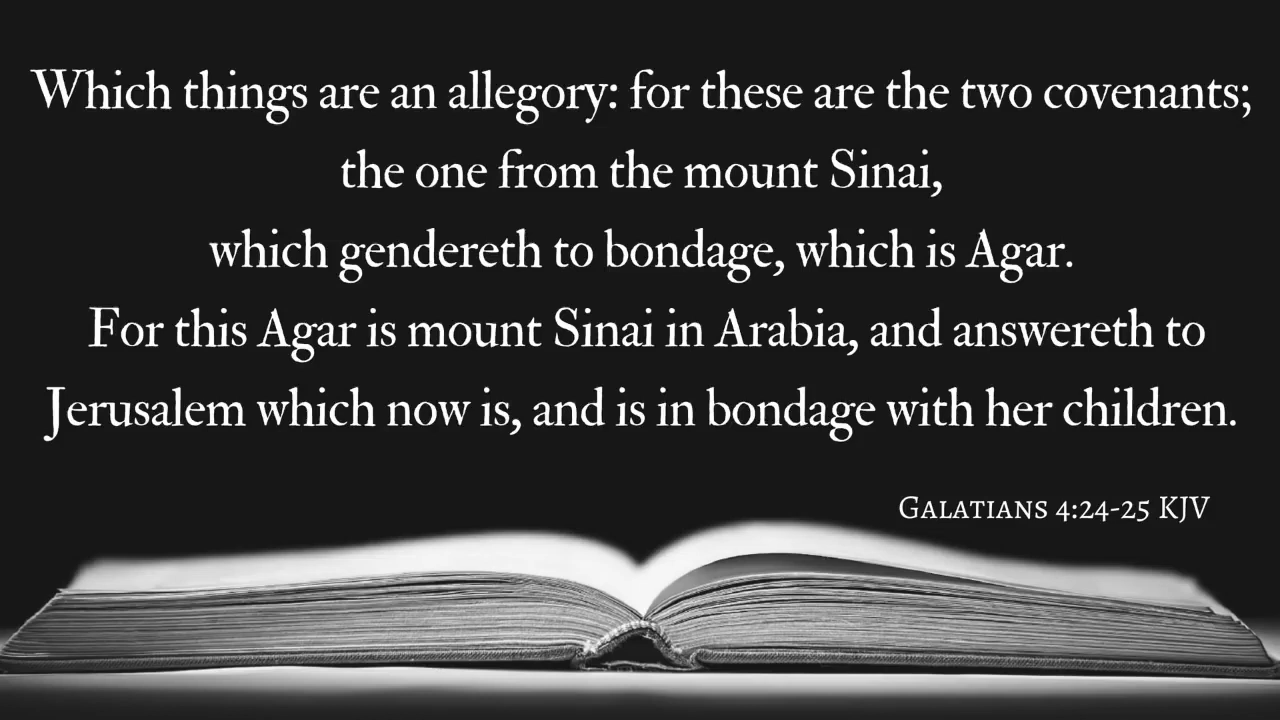 Which things are an allegory: for these are the two covenants;
the one from the mount Sinai,
which gendereth to bondage, which is Agar.
For this Agar is mount Sinai in Arabia, and answereth to
Jerusalem which now is, and is in bondage with her children.
Galatians 4:24-25 KJV